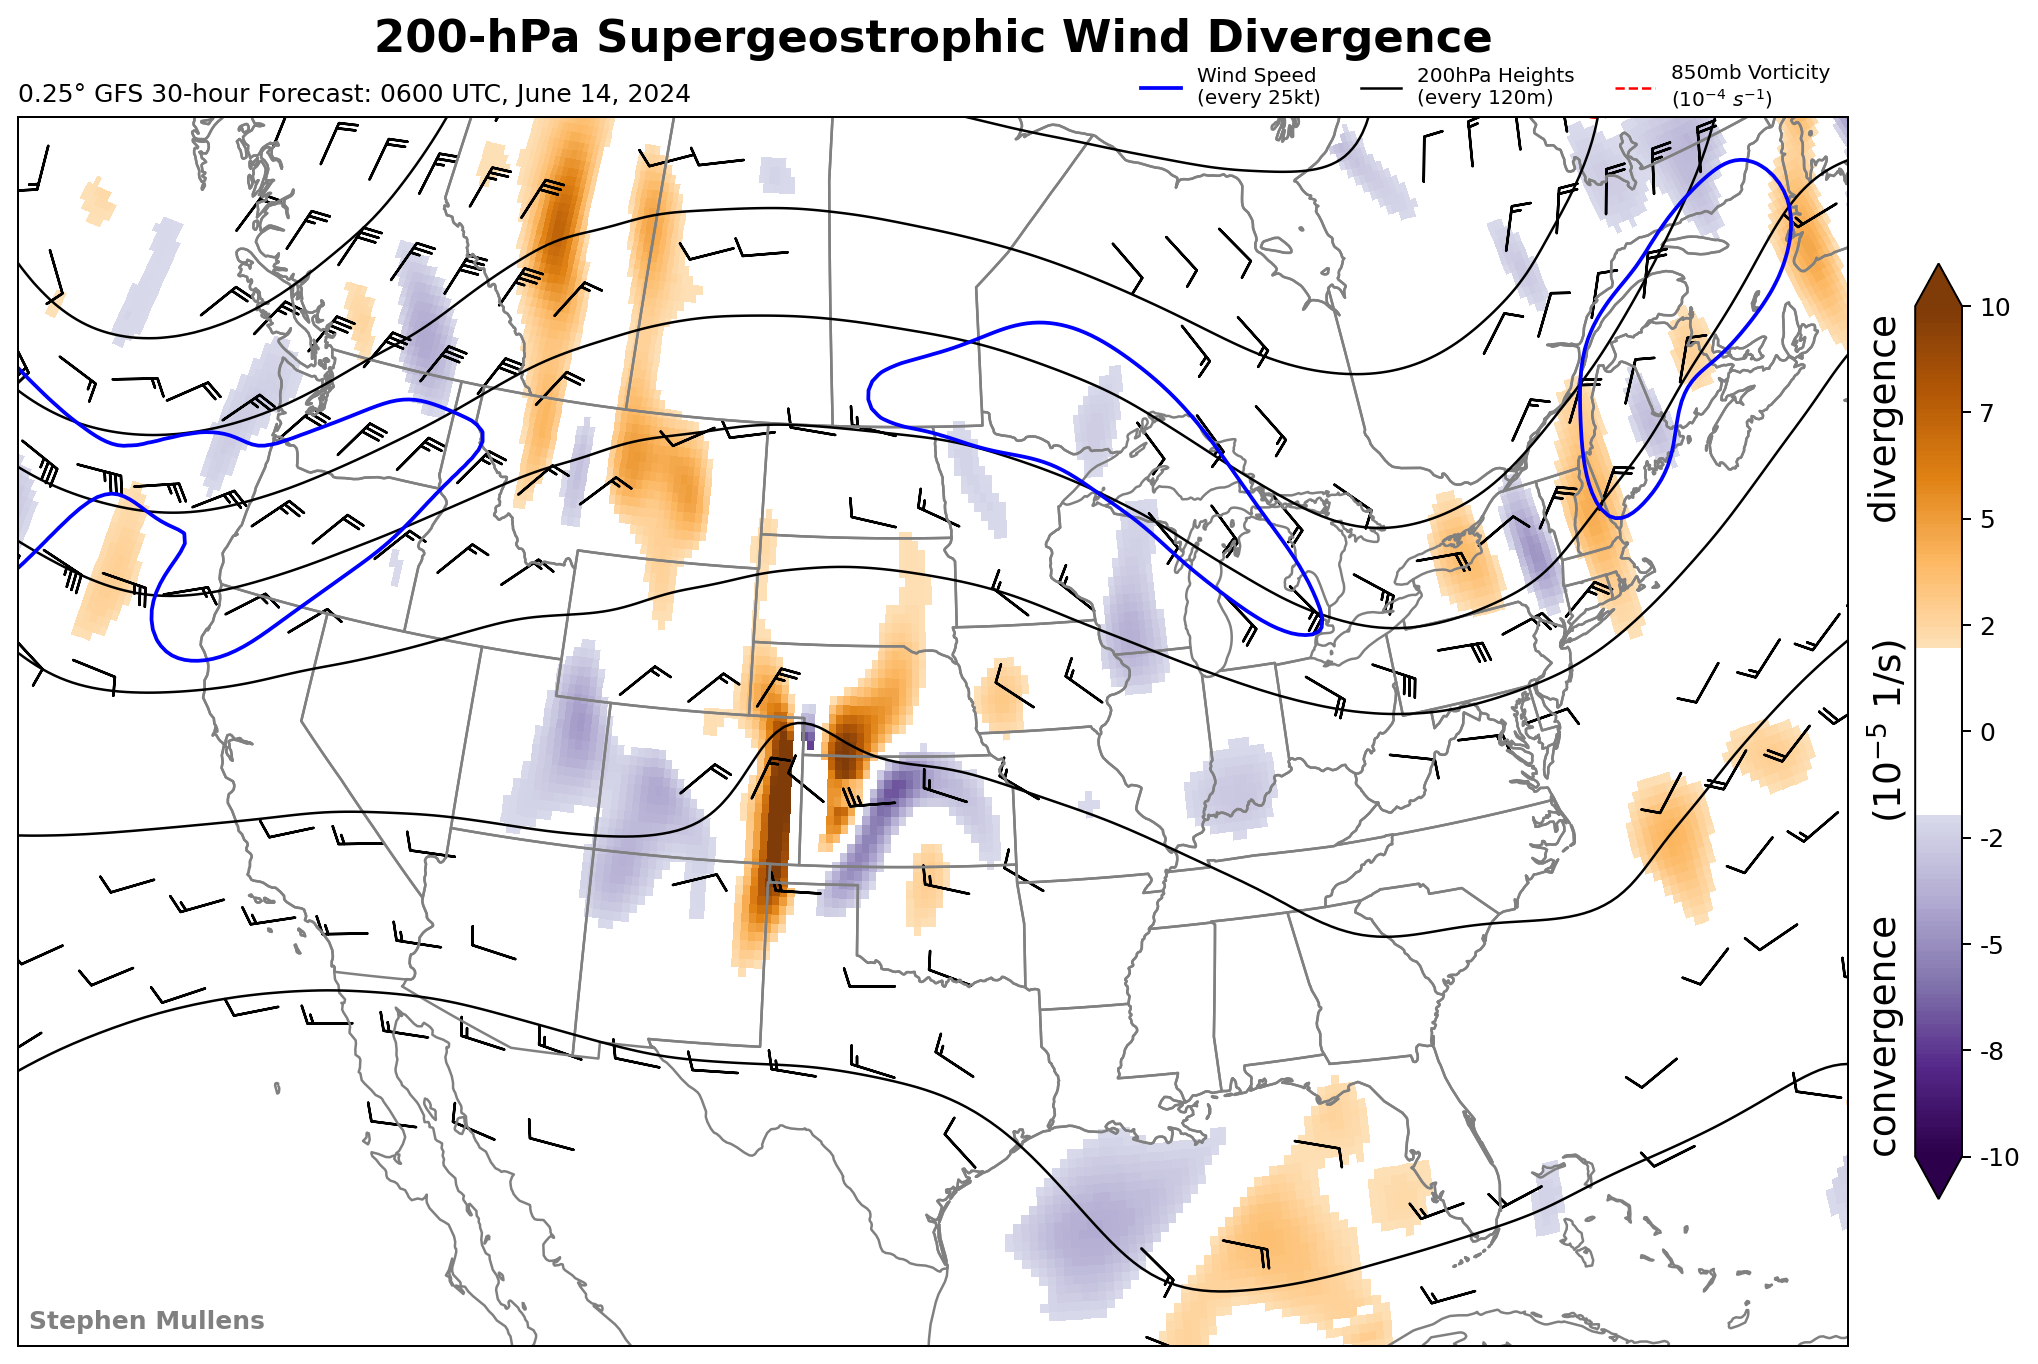 200-hPa Supergeostrophic Wind Divergence
0.25° GFS 30-hour Forecast: 0600 UTC, June 14, 2024
Wind Speed
(every 25kt)
200hPa Heights
(every 120m)
850mb Vorticity
(10⁻⁴ s⁻¹)
convergence (10⁻⁵ 1/s) divergence
10
7
5
2
0
-2
-5
-8
-10
Stephen Mullens